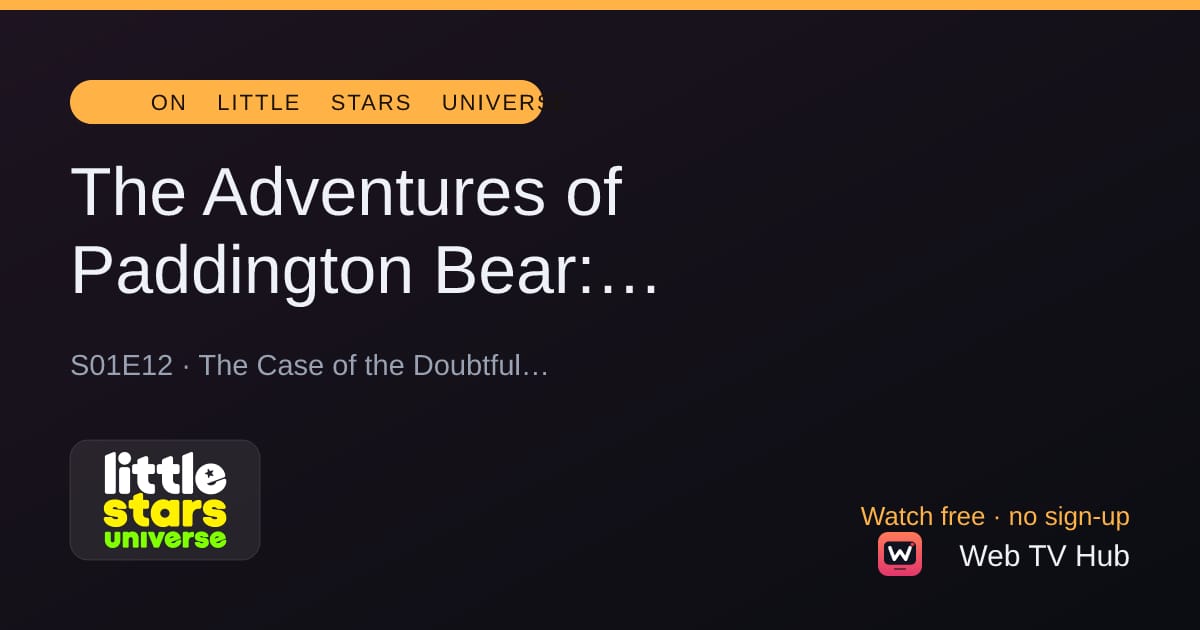 ON LITTLE STARS UNIVERSE
The Adventures of
Paddington Bear:…
S01E12 · The Case of the Doubtful…
little
stars
universe
Watch free · no sign-up
W Web TV Hub